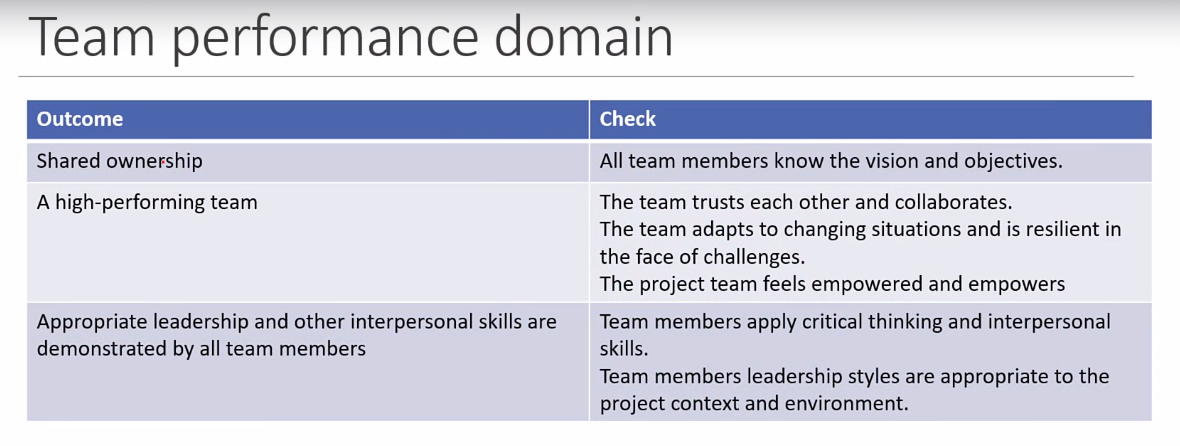 Team performance domain
Outcome
Check
Shared ownership
All team members know the vision and objectives.
A high-performing team
The team trusts each other and collaborates.
The team adapts to changing situations and is resilient in
the face of challenges.
The project team feels empowered and empowers
Appropriate leadership and other interpersonal skills are
demonstrated by all team members
Team members apply critical thinking and interpersonal
skills.
Team members leadership styles are appropriate to the
project context and environment.